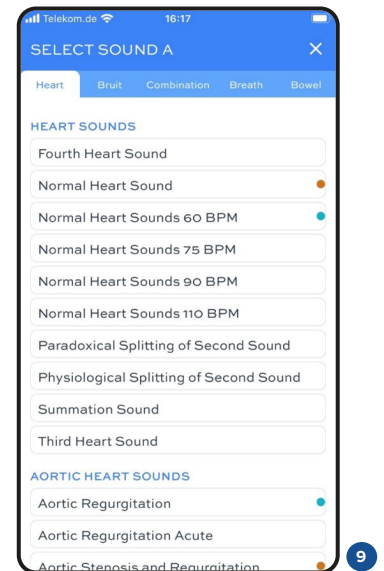 Telekom.de 16:17
SELECT SOUND A
Heart Bruit Combination Breath Bowel
HEART SOUNDS
Fourth Heart Sound
Normal Heart Sound
Normal Heart Sounds 60 BPM
Normal Heart Sounds 75 BPM
Normal Heart Sounds 90 BPM
Normal Heart Sounds 110 BPM
Paradoxical Splitting of Second Sound
Physiological Splitting of Second Sound
Summation Sound
Third Heart Sound
AORTIC HEART SOUNDS
Aortic Regurgitation
Aortic Regurgitation Acute
Aortic Stenosis and Regurgitation
9